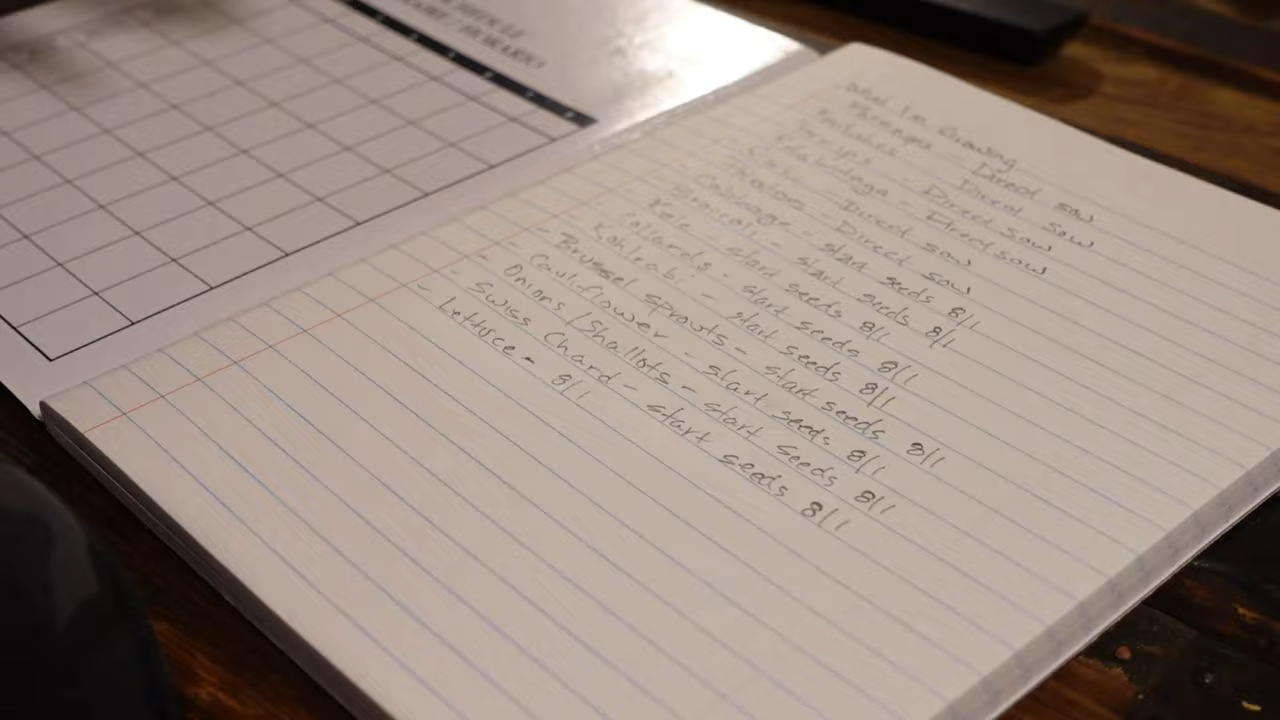 What I'm Growing
Parsnips - Direct sow
Radishes - Direct sow
Turnips - Direct sow
Rutabaga - Direct sow
- Direct sow
Cabbage - start seeds 8/1
Broccoli - start seeds 8/1
Kale - start seeds 8/1
Collards - start seeds 8/1
Kohlrabi - start seeds 8/1
- Brussel sprouts - start seeds 8/1
- Cauliflower - start seeds 8/1
- Onions/Shallots - start seeds 8/1
- Swiss Chard - start seeds 8/1
- Lettuce - 8/1